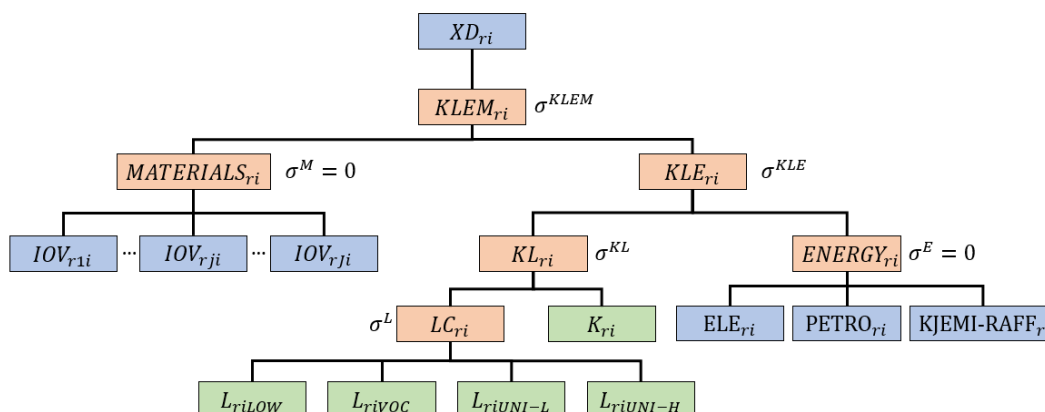 XD_ri
KLEM_ri σ^KLEM
MATERIALS_ri σ^M = 0 KLE_ri σ^KLE
IOV_r1i ... IOV_rji ... IOV_rJi KL_ri σ^KL ENERGY_ri σ^E = 0
σ^L LC_ri K_ri ELE_ri PETRO_ri KJEMI-RAFF_r
L_riLOW L_riVOC L_riUNI−L L_riUNI−H